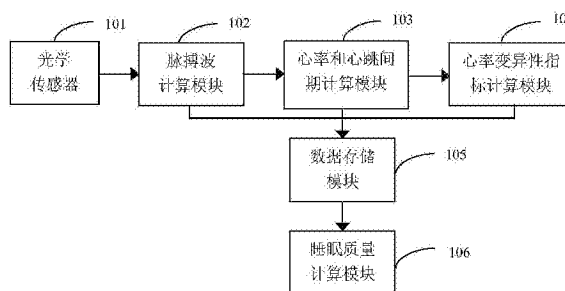 101
102
103
10
光学
传感器
脉搏波
计算模块
心率和心跳间
期计算模块
心率变异性指
标计算模块
数据存储
模块
105
睡眠质量
计算模块
106